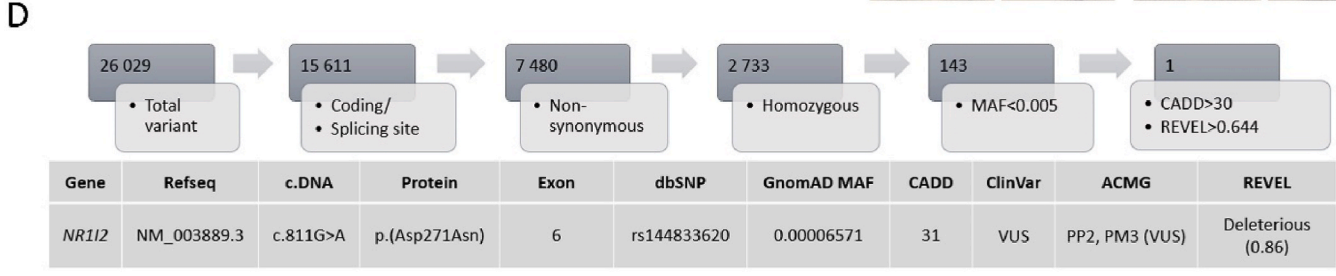 D
26 029
• Total
variant
15 611
• Coding/
• Splicing site
7 480
• Non-
synonymous
2 733
• Homozygous
143
• MAF<0.005
1
• CADD>30
• REVEL>0.644
Gene Refseq c.DNA Protein Exon dbSNP GnomAD MAF CADD ClinVar ACMG REVEL
NR1I2 NM_003889.3 c.811G>A p.(Asp271Asn) 6 rs144833620 0.00006571 31 VUS PP2, PM3 (VUS) Deleterious
(0.86)